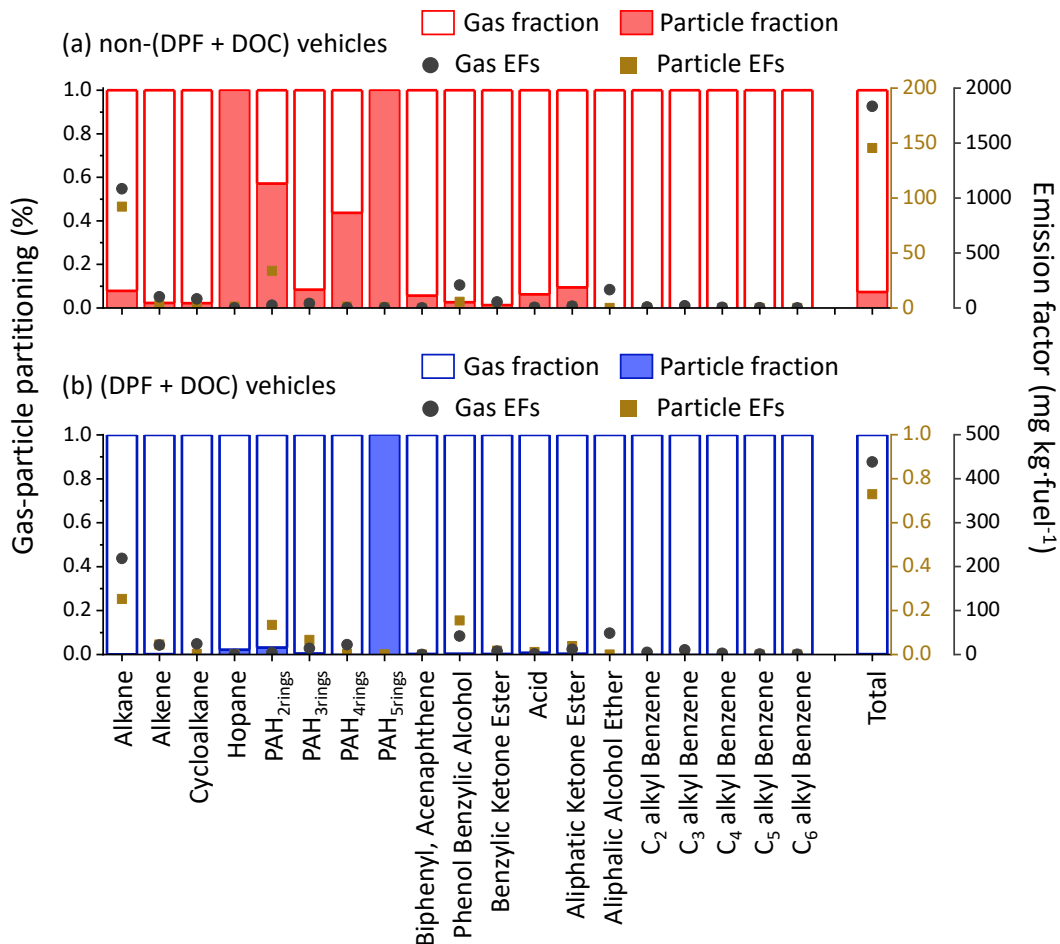 (a) non-(DPF + DOC) vehicles
Gas fraction
Particle fraction
Gas EFs
Particle EFs
1.0
0.8
0.6
0.4
0.2
0.0
200
150
100
50
0
2000
1500
1000
500
0
(b) (DPF + DOC) vehicles
Gas fraction
Particle fraction
Gas EFs
Particle EFs
1.0
0.8
0.6
0.4
0.2
0.0
1.0
0.8
0.6
0.4
0.2
0.0
500
400
300
200
100
0
Gas-particle partitioning (%)
Emission factor (mg kg·fuel⁻¹)
Alkane
Alkene
Cycloalkane
Hopane
PAH2rings
PAH3rings
PAH4rings
PAH5rings
Biphenyl, Acenaphthene
Phenol Benzylic Alcohol
Benzylic Ketone Ester
Acid
Aliphatic Ketone Ester
Aliphalic Alcohol Ether
C₂ alkyl Benzene
C₃ alkyl Benzene
C₄ alkyl Benzene
C₅ alkyl Benzene
C₆ alkyl Benzene
Total